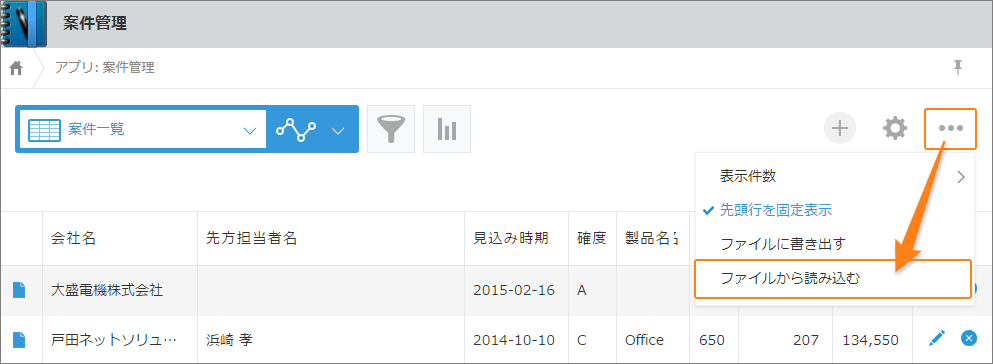 案件管理
アプリ: 案件管理
案件一覧
表示件数
先頭行を固定表示
ファイルに書き出す
ファイルから読み込む
会社名 先方担当者名 見込み時期 確度 製品名
大盛電機株式会社 2015-02-16 A
戸田ネットソリュ… 浜崎 孝 2014-10-10 C Office 650 207 134,550